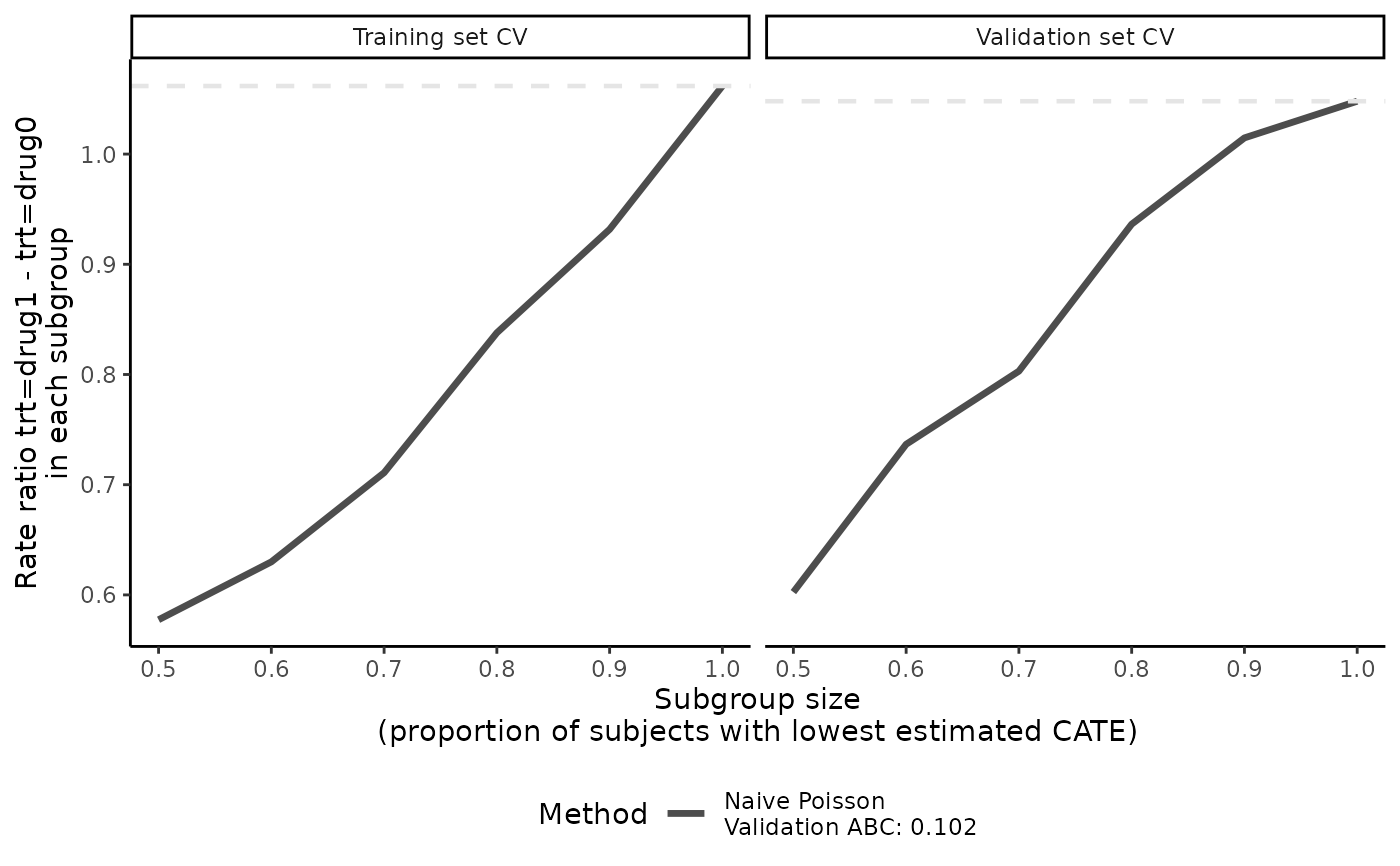 Training set CV
Validation set CV
Rate ratio trt=drug1 - trt=drug0
in each subgroup
1.0
0.9
0.8
0.7
0.6
0.5 0.6 0.7 0.8 0.9 1.0
0.5 0.6 0.7 0.8 0.9 1.0
Subgroup size
(proportion of subjects with lowest estimated CATE)
Method
Naive Poisson
Validation ABC: 0.102